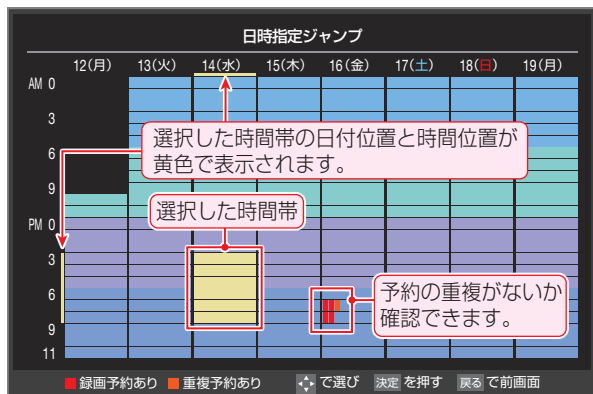 日時指定ジャンプ
12(月) 13(火) 14(水) 15(木) 16(金) 17(土) 18(日) 19(月)
AM 0
3
選択した時間帯の日付位置と時間位置が
黄色で表示されます。
6
9
選択した時間帯
PM 0
3
予約の重複がないか
確認できます。
6
9
11
録画予約あり 重複予約あり で選び 決定 を押す 戻る で前画面